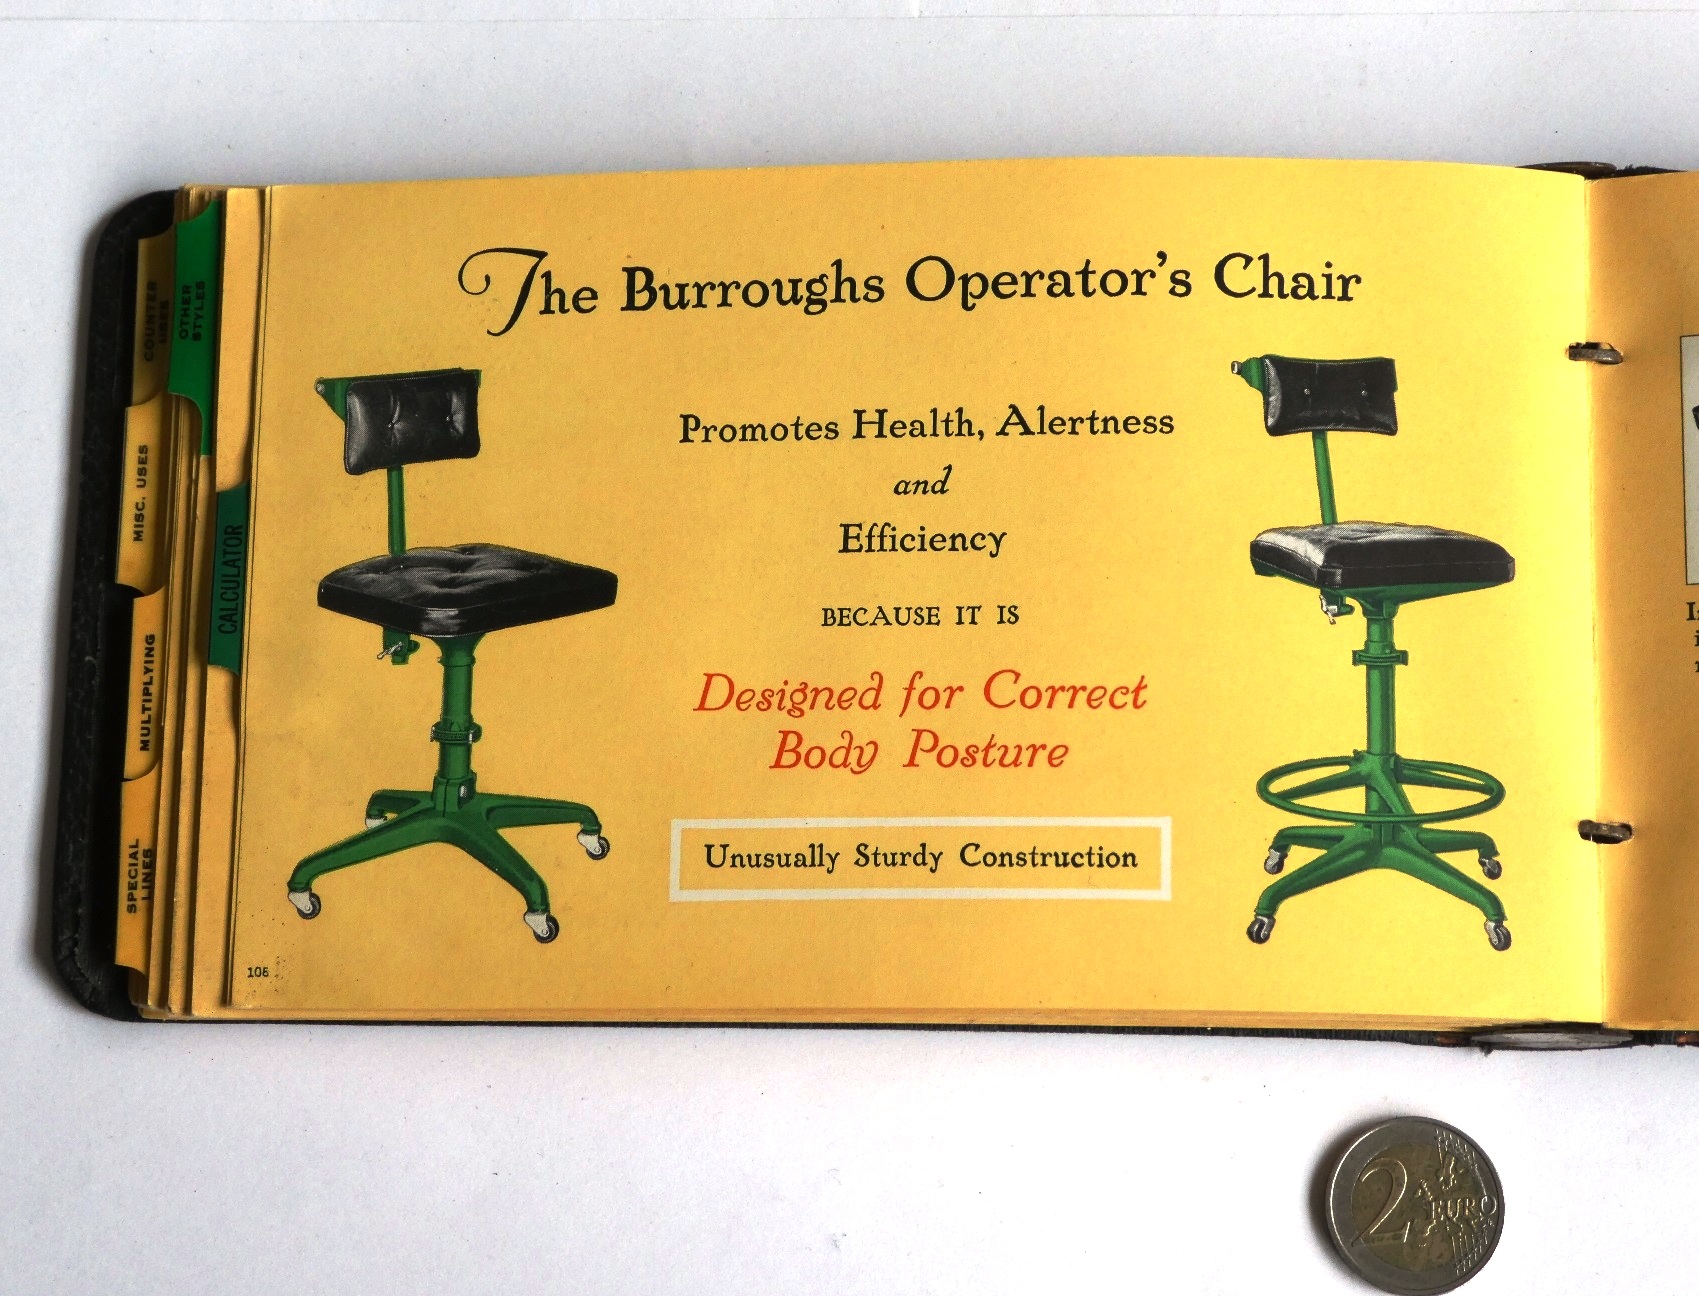 The Burroughs Operator's Chair
Promotes Health, Alertness
and
Efficiency
BECAUSE IT IS
Designed for Correct
Body Posture
Unusually Sturdy Construction
COUNTER
USES
OTHER
STYLES
MISC. USES
CALCULATOR
MULTIPLYING
SPECIAL
LINES
2
EURO